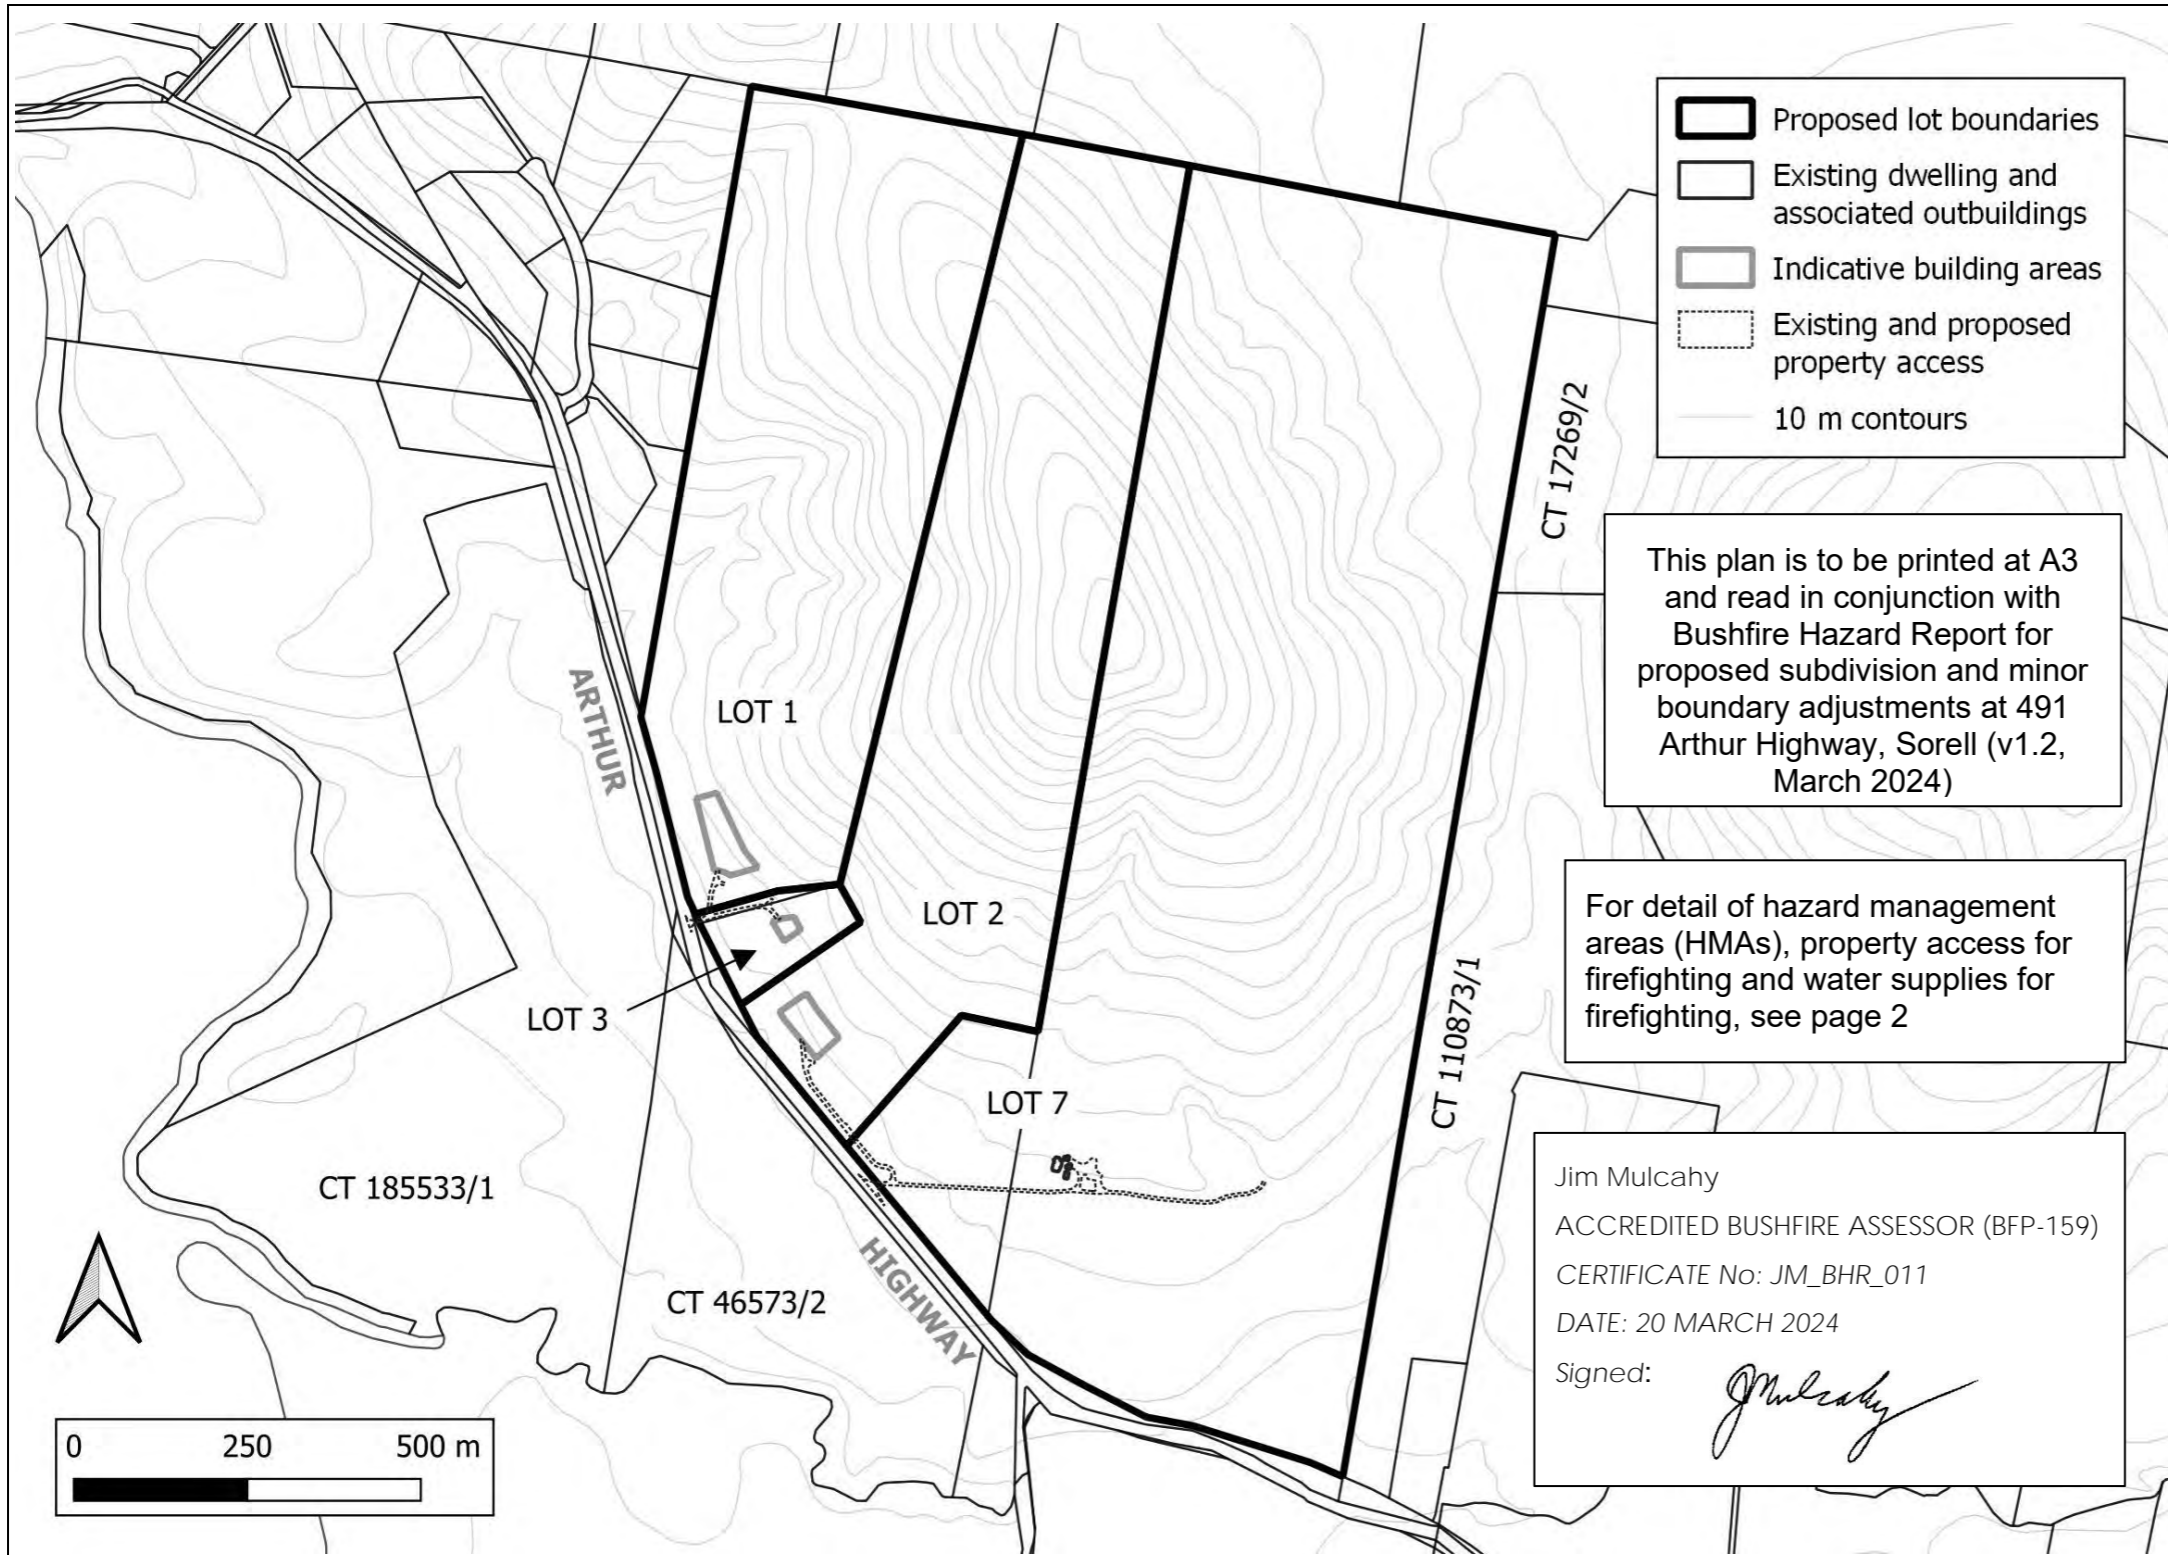 Proposed lot boundaries
Existing dwelling and
associated outbuildings
Indicative building areas
Existing and proposed
property access
10 m contours
CT 17269/2
This plan is to be printed at A3
and read in conjunction with
Bushfire Hazard Report for
proposed subdivision and minor
boundary adjustments at 491
Arthur Highway, Sorell (v1.2,
March 2024)
ARTHUR
LOT 1
LOT 2
For detail of hazard management
areas (HMAs), property access for
firefighting and water supplies for
firefighting, see page 2
LOT 3
CT 110873/1
LOT 7
CT 185533/1
HIGHWAY
CT 46573/2
Jim Mulcahy
ACCREDITED BUSHFIRE ASSESSOR (BFP-159)
CERTIFICATE No: JM_BHR_011
DATE: 20 MARCH 2024
Signed:
JMulcahy
0 250 500 m